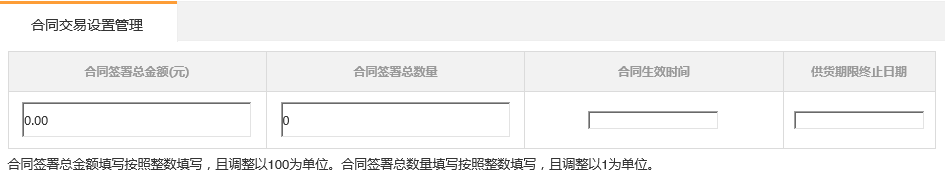 合同交易设置管理
合同签署总金额(元) 合同签署总数量 合同生效时间 供货期限终止日期
0.00 0
合同签署总金额填写按照整数填写，且调整以100为单位。合同签署总数量填写按照整数填写，且调整以1为单位。